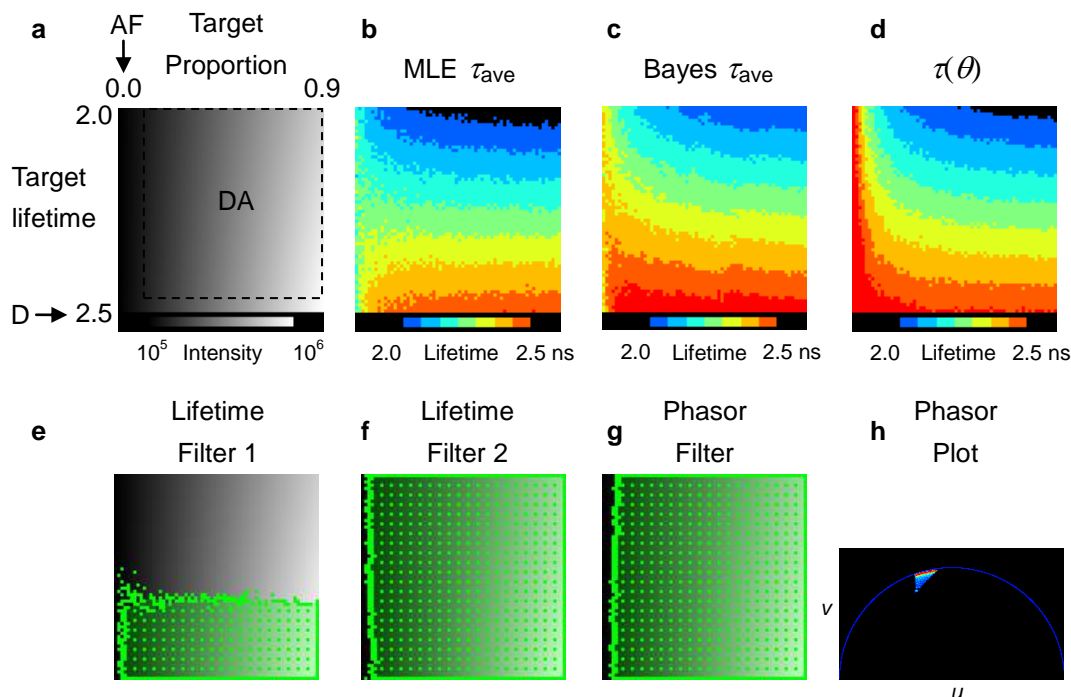 a
AF
Target
Proportion
0.0
0.9
2.0
Target
lifetime
DA
D
2.5
10⁵ Intensity 10⁶
b
MLE τave
2.0 Lifetime 2.5 ns
c
Bayes τave
2.0 Lifetime 2.5 ns
d
τ(θ)
2.0 Lifetime 2.5 ns
e
Lifetime
Filter 1
f
Lifetime
Filter 2
g
Phasor
Filter
h
Phasor
Plot
v
u